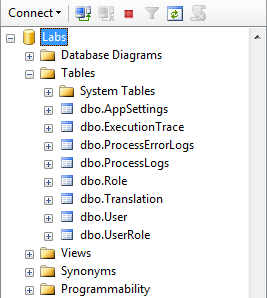 Connect
Labs
Database Diagrams
Tables
System Tables
dbo.AppSettings
dbo.ExecutionTrace
dbo.ProcessErrorLogs
dbo.ProcessLogs
dbo.Role
dbo.Translation
dbo.User
dbo.UserRole
Views
Synonyms
Programmability